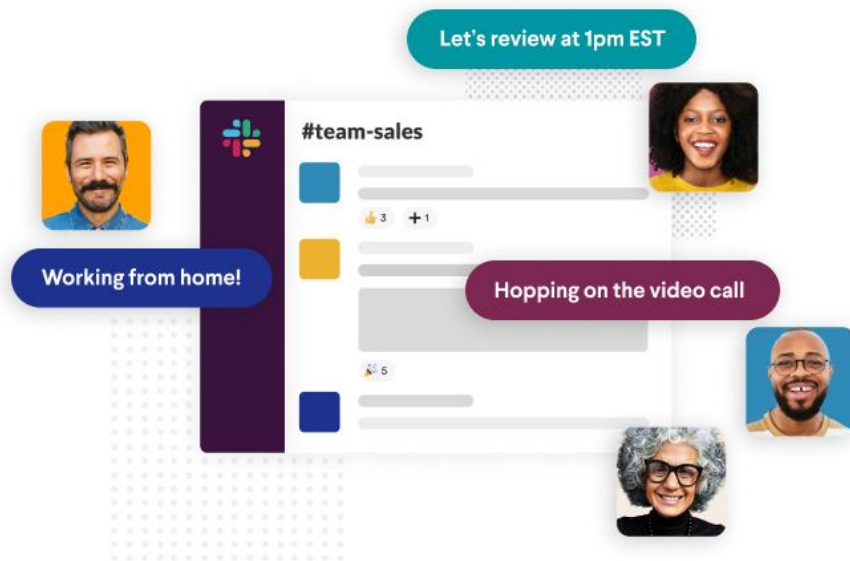 Let's review at 1pm EST
#team-sales
👍 3 ➕ 1
Working from home!
Hopping on the video call
🎉 5